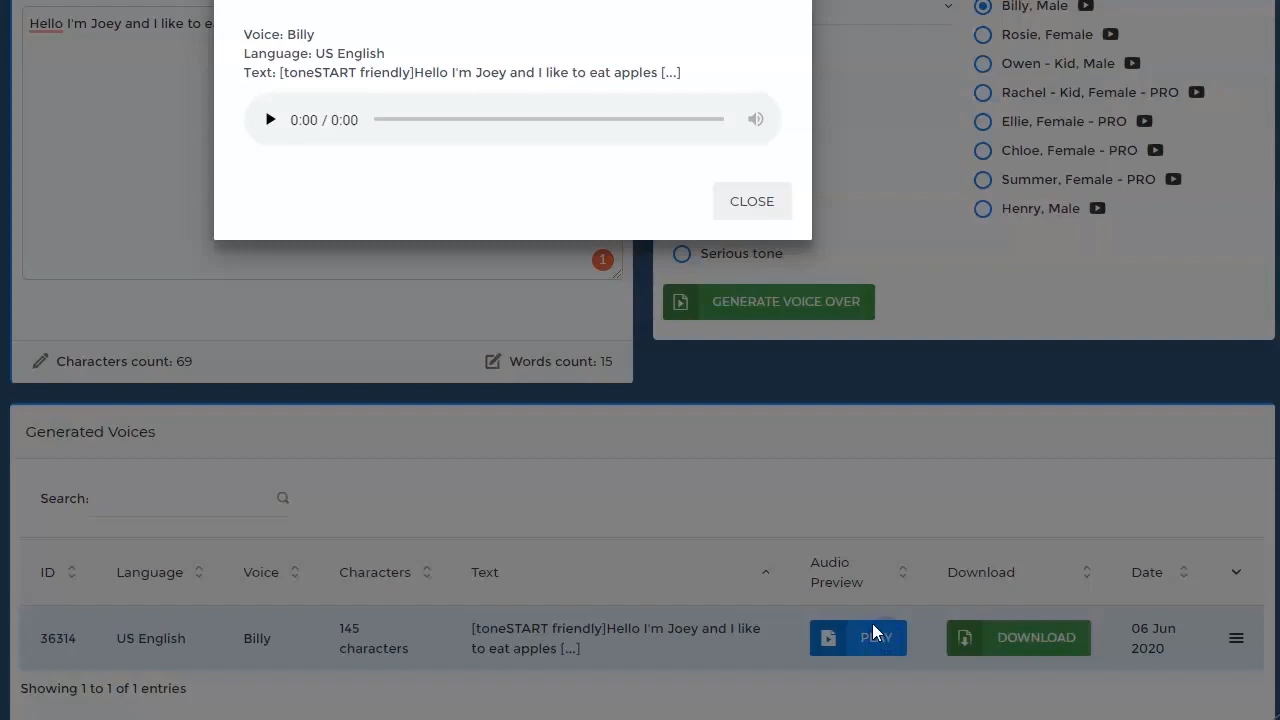 Hello I'm Joey and I like to e
Voice: Billy
Language: US English
Text: [toneSTART friendly]Hello I'm Joey and I like to eat apples [...]
0:00 / 0:00
CLOSE
1
Characters count: 69
Words count: 15
Billy, Male
Rosie, Female
Owen - Kid, Male
Rachel - Kid, Female - PRO
Ellie, Female - PRO
Chloe, Female - PRO
Summer, Female - PRO
Henry, Male
Serious tone
GENERATE VOICE OVER
Generated Voices
Search:
ID
Language
Voice
Characters
Text
Audio
Preview
Download
Date
36314
US English
Billy
145
characters
[toneSTART friendly]Hello I'm Joey and I like
to eat apples [...]
PLAY
DOWNLOAD
06 Jun
2020
Showing 1 to 1 of 1 entries